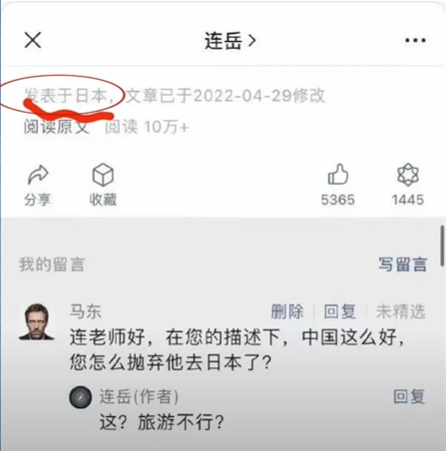 连岳
发表于日本，文章已于2022-04-29修改
阅读原文 阅读 10万+
分享 收藏 5365 1445
我的留言 写留言
马东 删除 回复 未精选
连老师好，在您的描述下，中国这么好，
您怎么抛弃他去日本了？
连岳(作者) 回复
这？旅游不行？